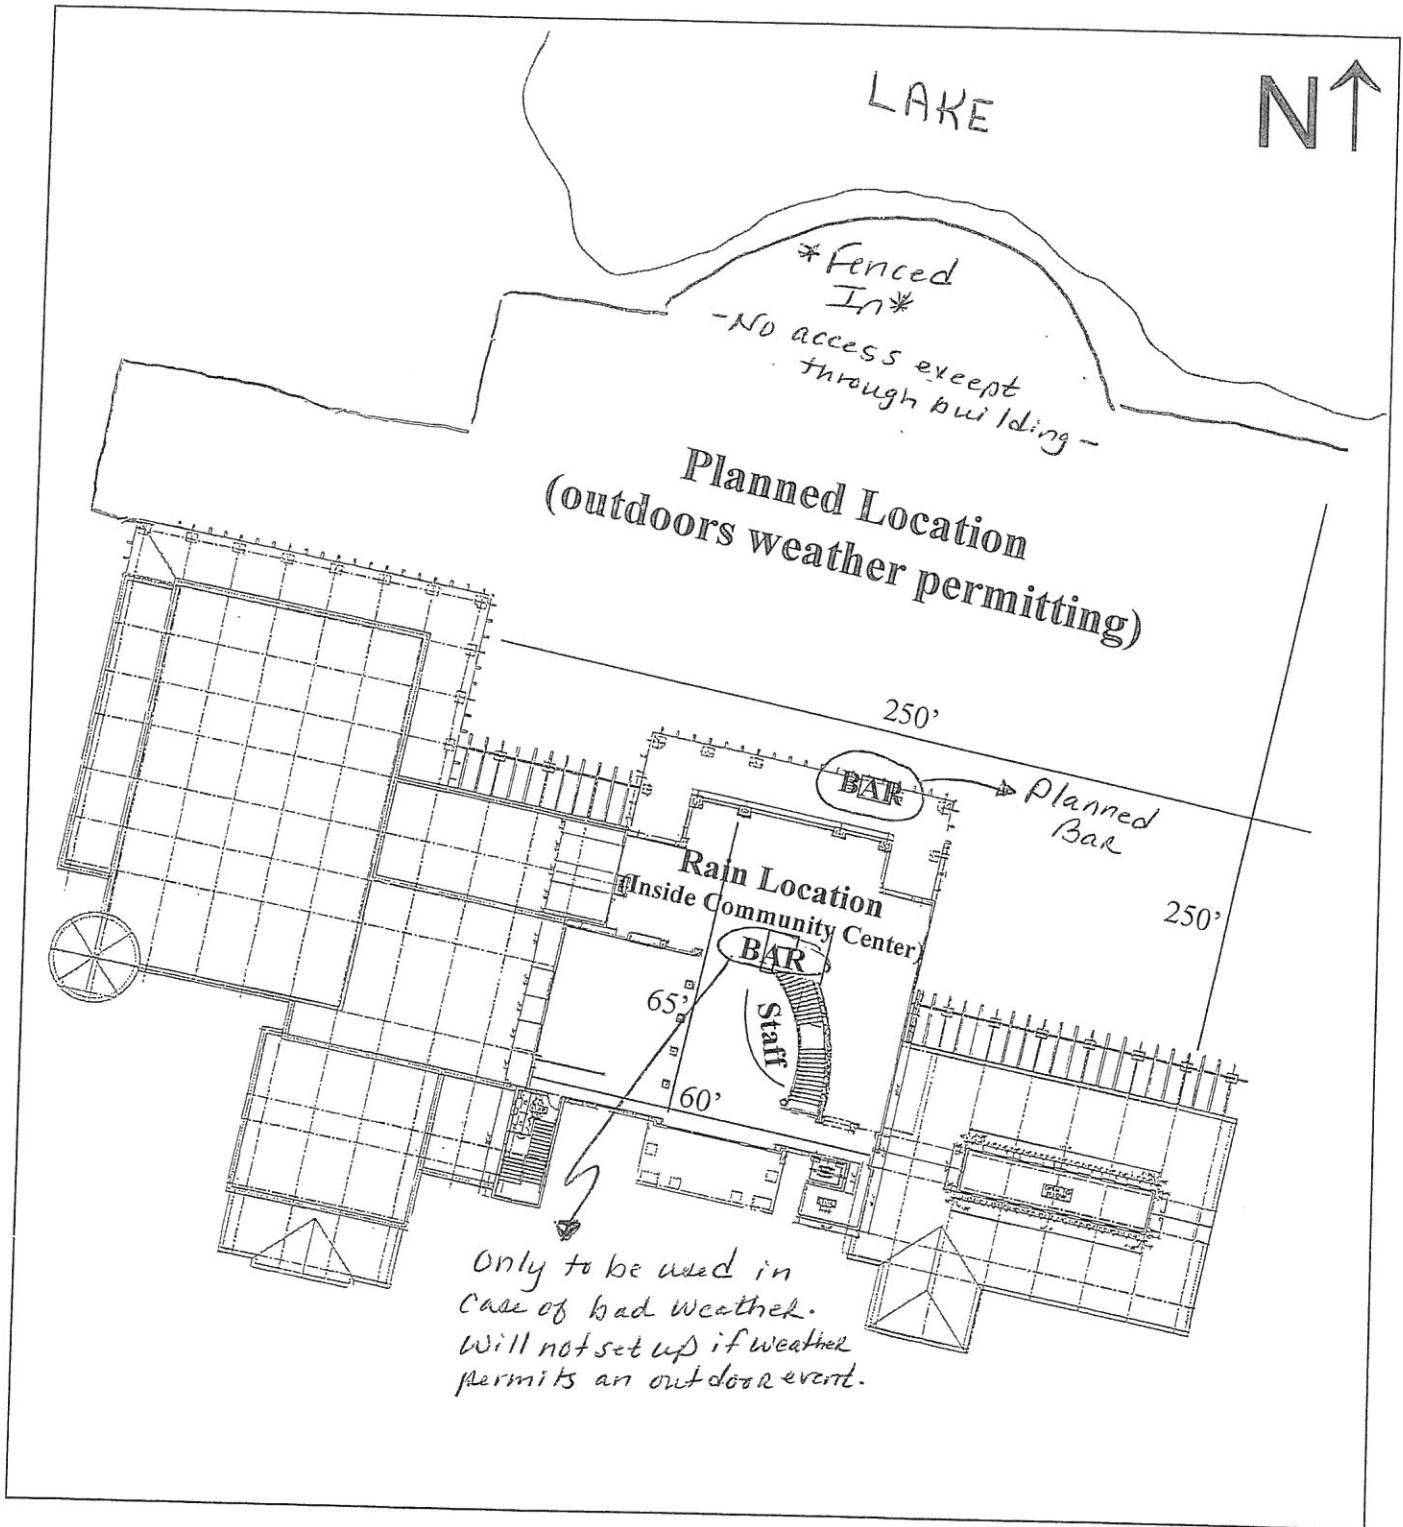 LAKE
N
*Fenced
In*
-No access except
through building-
Planned Location
(outdoors weather permitting)
250'
BAR
Planned
Bar
Rain Location
(Inside Community Center)
250'
BAR
65'
Staff
60'
Only to be used in
case of bad weather.
Will not set up if weather
permits an outdoor event.